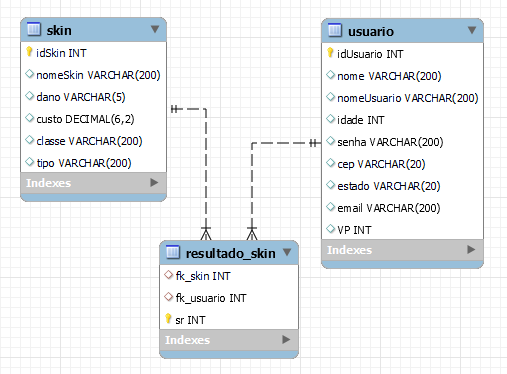 skin
idSkin INT
nomeSkin VARCHAR(200)
dano VARCHAR(5)
custo DECIMAL(6,2)
classe VARCHAR(200)
tipo VARCHAR(200)
Indexes
usuario
idUsuario INT
nome VARCHAR(200)
nomeUsuario VARCHAR(200)
idade INT
senha VARCHAR(200)
cep VARCHAR(20)
estado VARCHAR(20)
email VARCHAR(200)
VP INT
Indexes
resultado_skin
fk_skin INT
fk_usuario INT
sr INT
Indexes